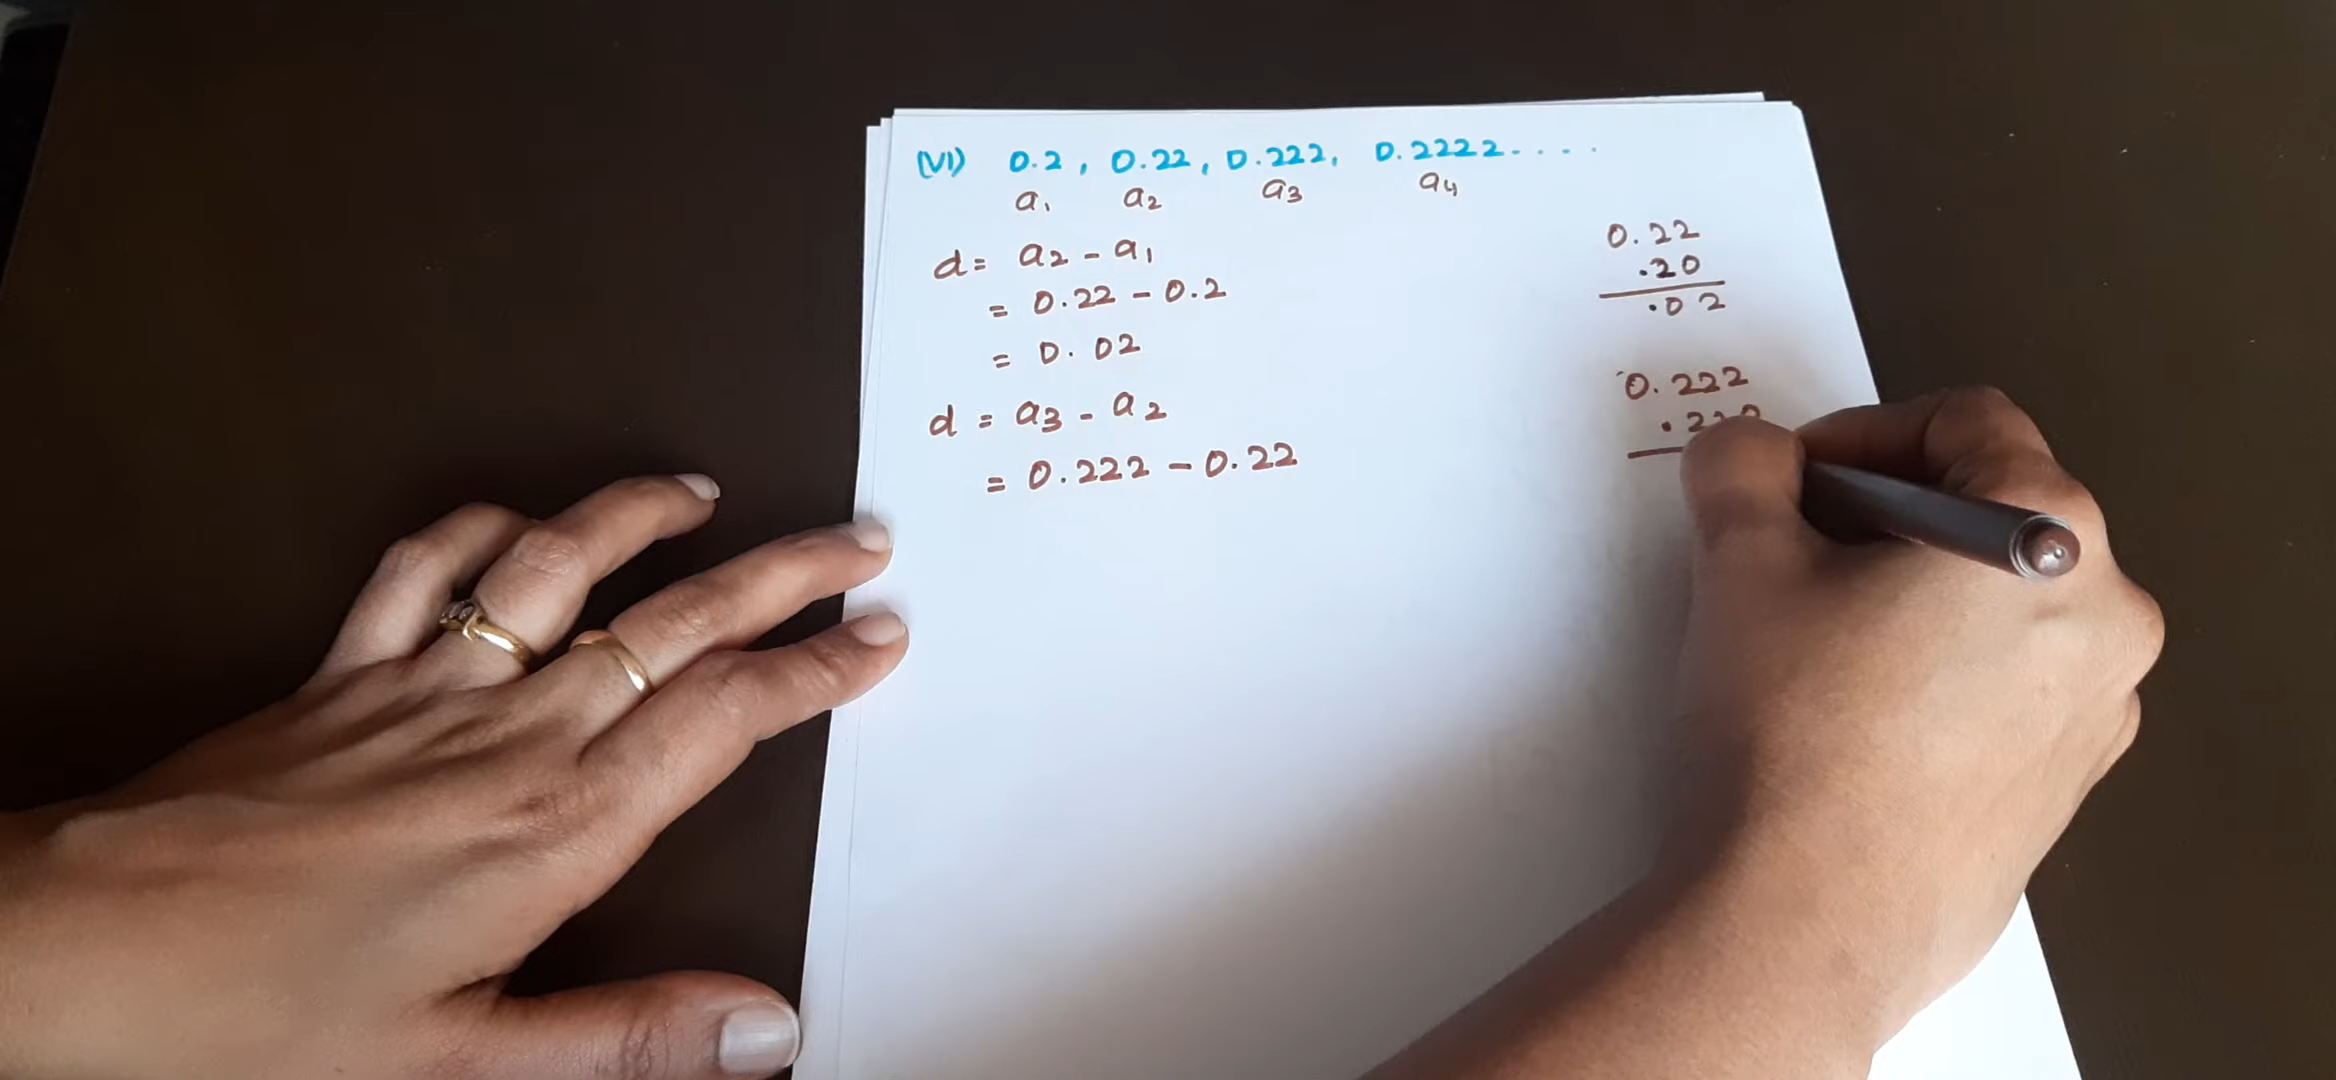 (VI) 0.2, 0.22, 0.222, 0.2222....
a₁ a₂ a₃ a₄
d = a₂ - a₁
= 0.22 - 0.2
= 0.02
d = a₃ - a₂
= 0.222 - 0.22
0.22
.20
.02
0.222